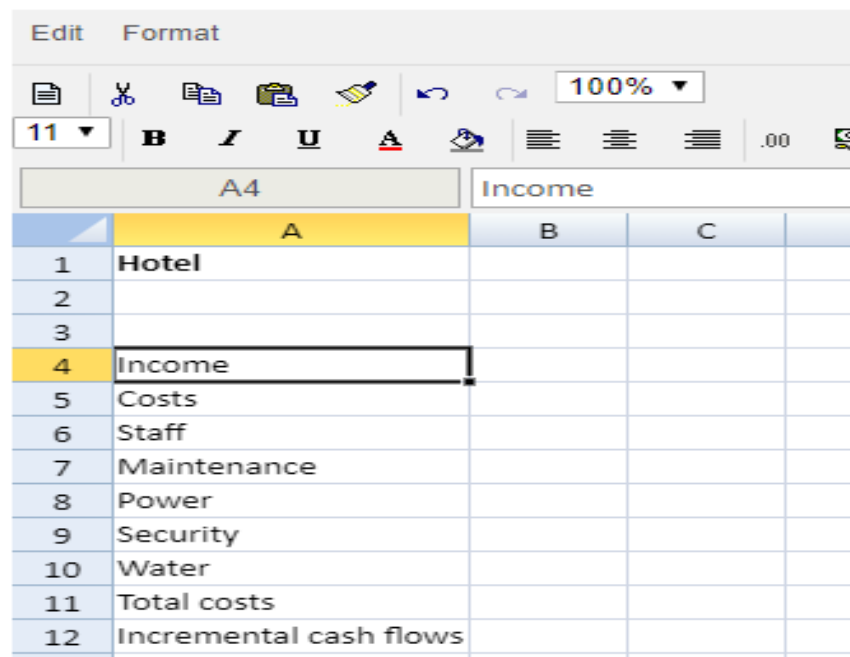 Edit Format
100% ▼
11 ▼ B I U A .00
A4 Income
A B C
1 Hotel
2
3
4 Income
5 Costs
6 Staff
7 Maintenance
8 Power
9 Security
10 Water
11 Total costs
12 Incremental cash flows